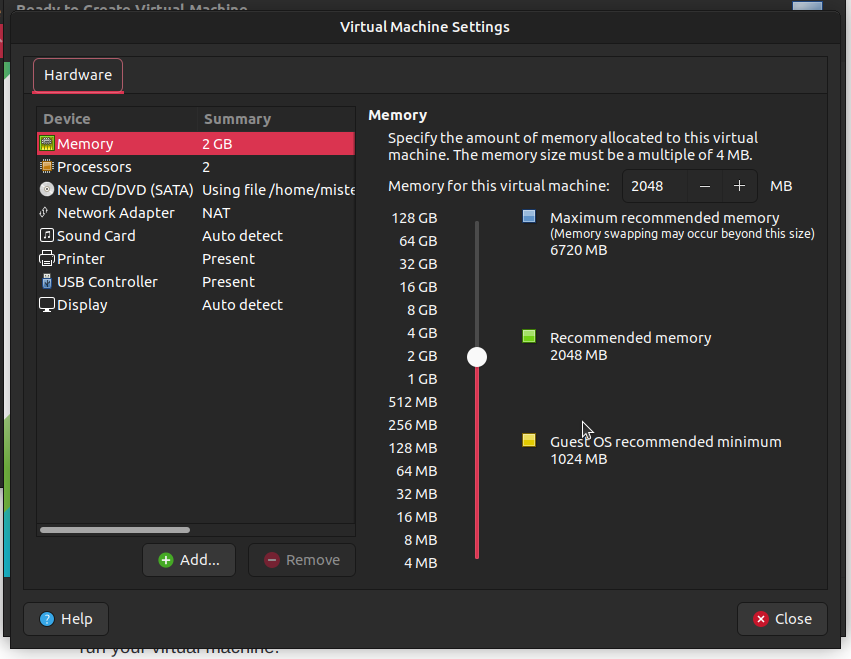 Ready to Create Virtual Machine
Virtual Machine Settings
Hardware
Device Summary
Memory 2 GB
Processors 2
New CD/DVD (SATA) Using file /home/miste
Network Adapter NAT
Sound Card Auto detect
Printer Present
USB Controller Present
Display Auto detect
Add...
Remove
Memory
Specify the amount of memory allocated to this virtual
machine. The memory size must be a multiple of 4 MB.
Memory for this virtual machine: 2048 − + MB
128 GB
64 GB
32 GB
16 GB
8 GB
4 GB
2 GB
1 GB
512 MB
256 MB
128 MB
64 MB
32 MB
16 MB
8 MB
4 MB
Maximum recommended memory
(Memory swapping may occur beyond this size)
6720 MB
Recommended memory
2048 MB
Guest OS recommended minimum
1024 MB
Help
Close
run your virtual machine.